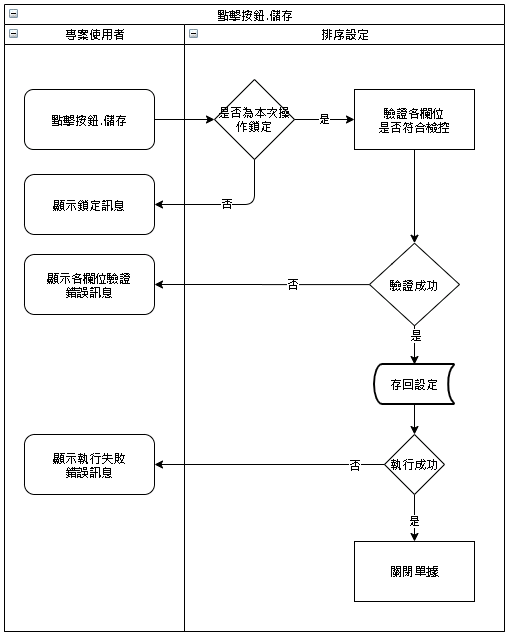 點擊按鈕.儲存
專案使用者
排序設定
點擊按鈕.儲存
是否為本次操
作鎖定
是
驗證各欄位
是否符合檢控
否
顯示鎖定訊息
顯示各欄位驗證
錯誤訊息
否
驗證成功
是
存回設定
顯示執行失敗
錯誤訊息
否
執行成功
是
關閉單據